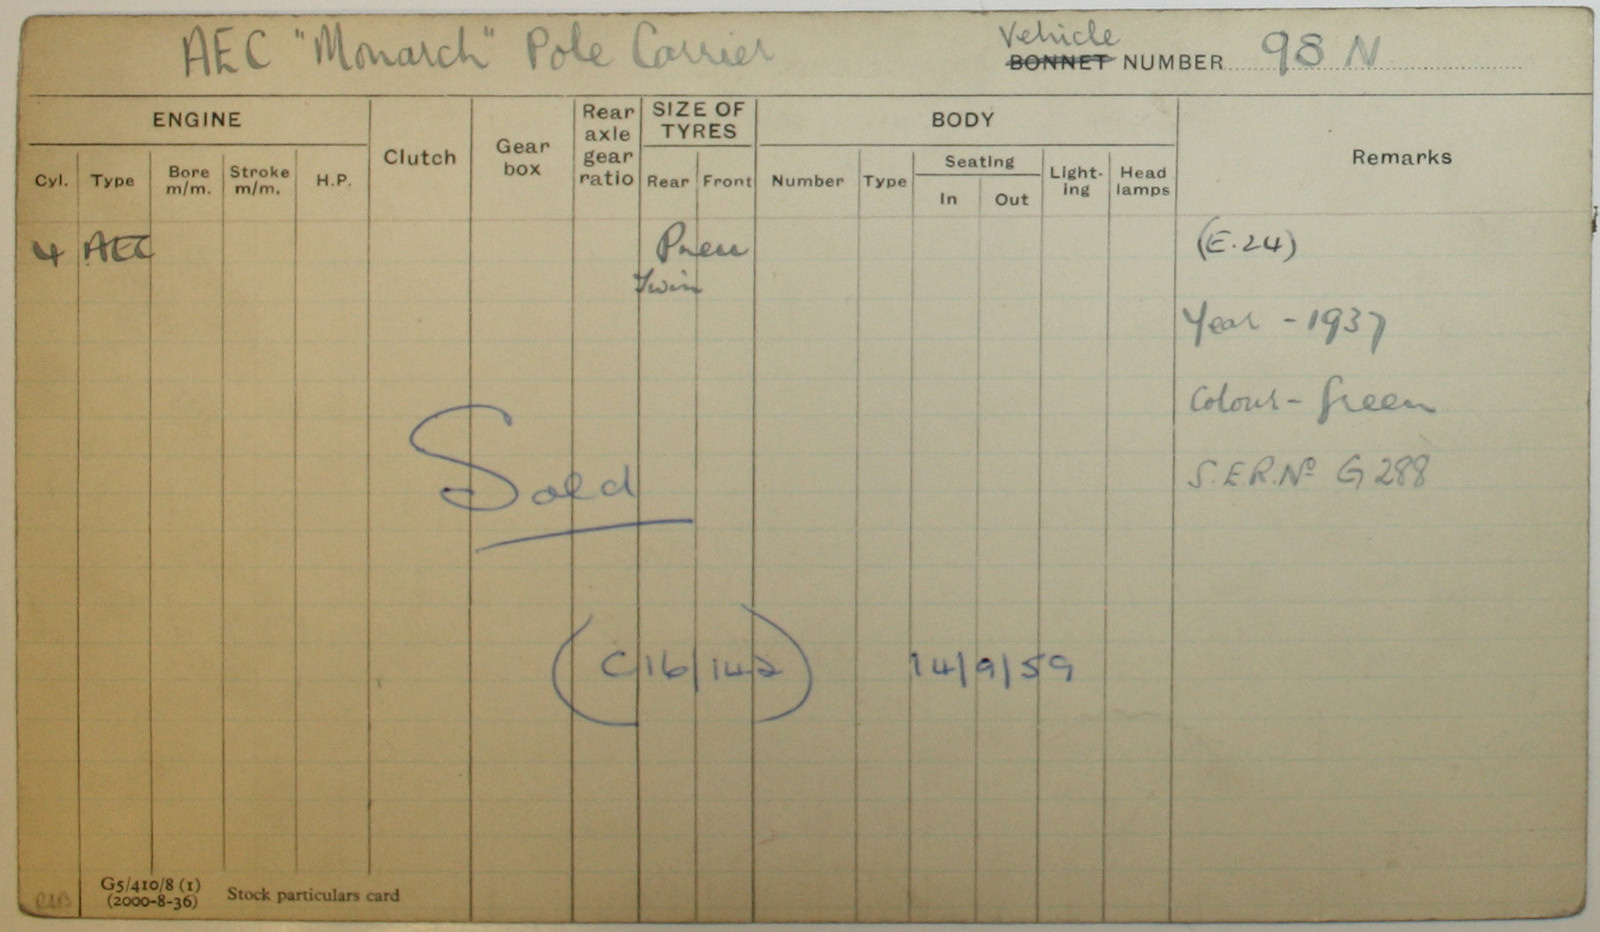 AEC "Monarch" Pole Carrier
Vehicle
BONNET NUMBER 98 N
ENGINE
Clutch
Gear box
Rear axle gear ratio
SIZE OF TYRES
BODY
Remarks
Cyl. Type Bore m/m. Stroke m/m. H.P.
Rear Front
Number Type Seating In Out Light-ing Head lamps
4 AEC Pneu (E.24)
Twin
Year - 1937
Colour - Green
S.E.R.No G 288
Sold
(C16/142) 14/9/59
G5/410/8 (1)
(2000-8-36)
Stock particulars card